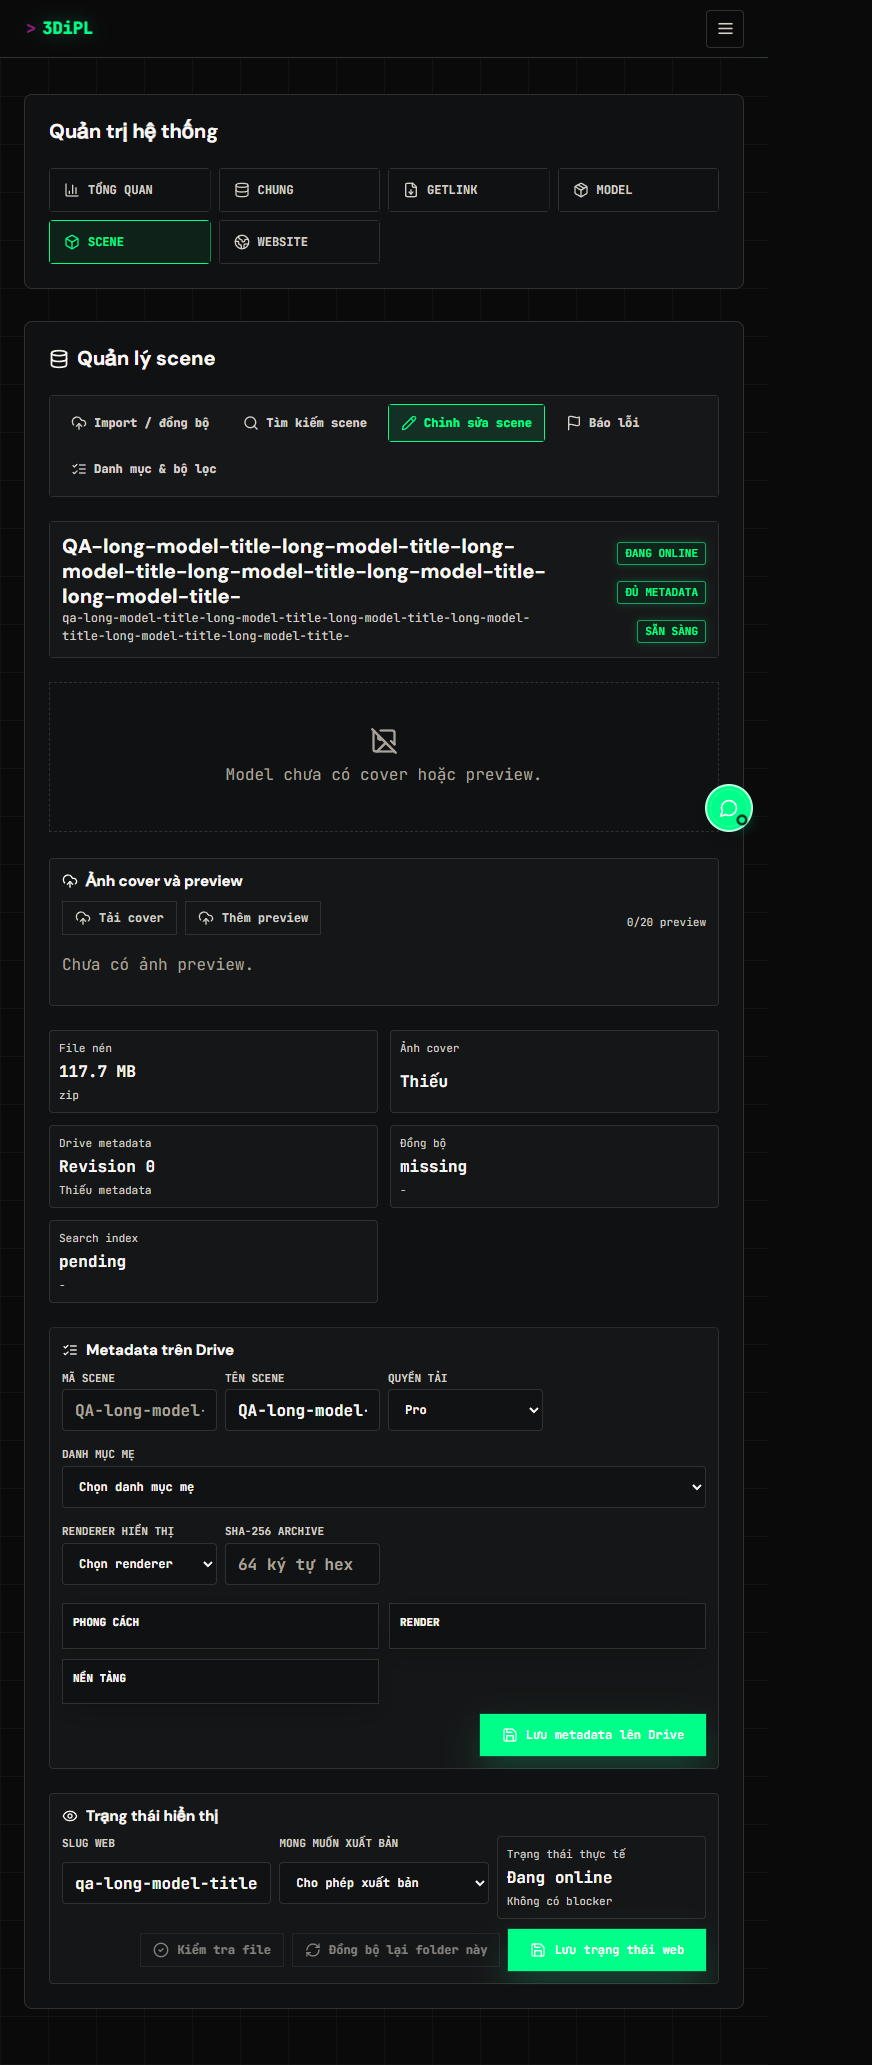 > 3DiPL
Quản trị hệ thống
TỔNG QUAN
CHUNG
GETLINK
MODEL
SCENE
WEBSITE
Quản lý scene
Import / đồng bộ
Tìm kiếm scene
Chỉnh sửa scene
Báo lỗi
Danh mục & bộ lọc
QA-long-model-title-long-model-title-long-
model-title-long-model-title-long-model-title-
long-model-title-
qa-long-model-title-long-model-title-long-model-title-long-model-
title-long-model-title-long-model-title-
ĐANG ONLINE
ĐỦ METADATA
SẴN SÀNG
Model chưa có cover hoặc preview.
Ảnh cover và preview
Tải cover
Thêm preview
0/20 preview
Chưa có ảnh preview.
File nén
117.7 MB
zip
Ảnh cover
Thiếu
Drive metadata
Revision 0
Thiếu metadata
Đồng bộ
missing
-
Search index
pending
-
Metadata trên Drive
MÃ SCENE
TÊN SCENE
QUYỀN TẢI
QA-long-model-
QA-long-model-
Pro
DANH MỤC MẸ
Chọn danh mục mẹ
RENDERER HIỂN THỊ
SHA-256 ARCHIVE
Chọn renderer
64 ký tự hex
PHONG CÁCH
RENDER
NỀN TẢNG
Lưu metadata lên Drive
Trạng thái hiển thị
SLUG WEB
MONG MUỐN XUẤT BẢN
qa-long-model-title
Cho phép xuất bản
Trạng thái thực tế
Đang online
Không có blocker
Kiểm tra file
Đồng bộ lại folder này
Lưu trạng thái web